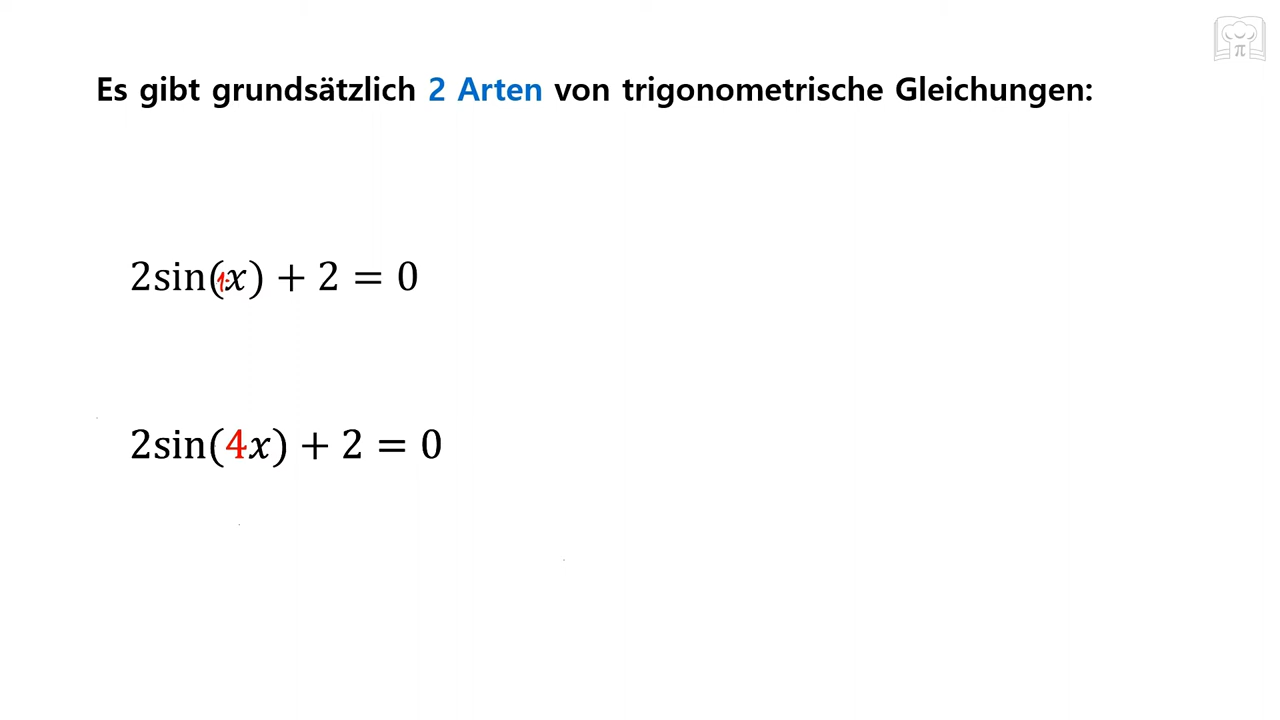 Es gibt grundsätzlich 2 Arten von trigonometrische Gleichungen:
2sin(1x) + 2 = 0
2sin(4x) + 2 = 0
π